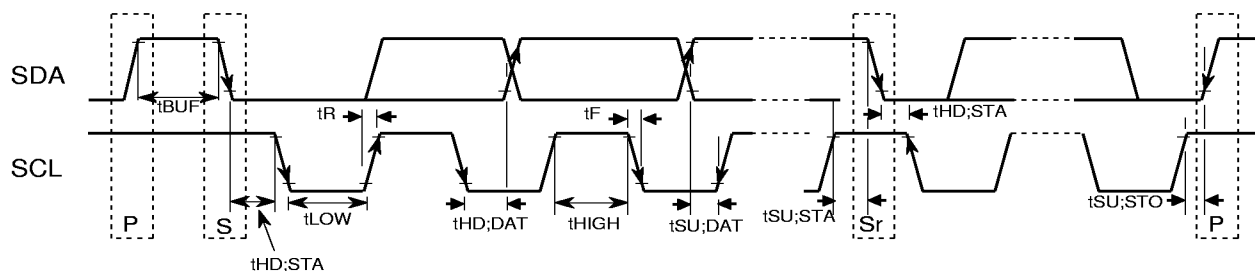 SDA
tBUF
tR
tF
tHD;STA
SCL
P
S
tLOW
tHD;DAT
tHIGH
tSU;DAT
tSU;STA
Sr
tSU;STO
P
tHD;STA